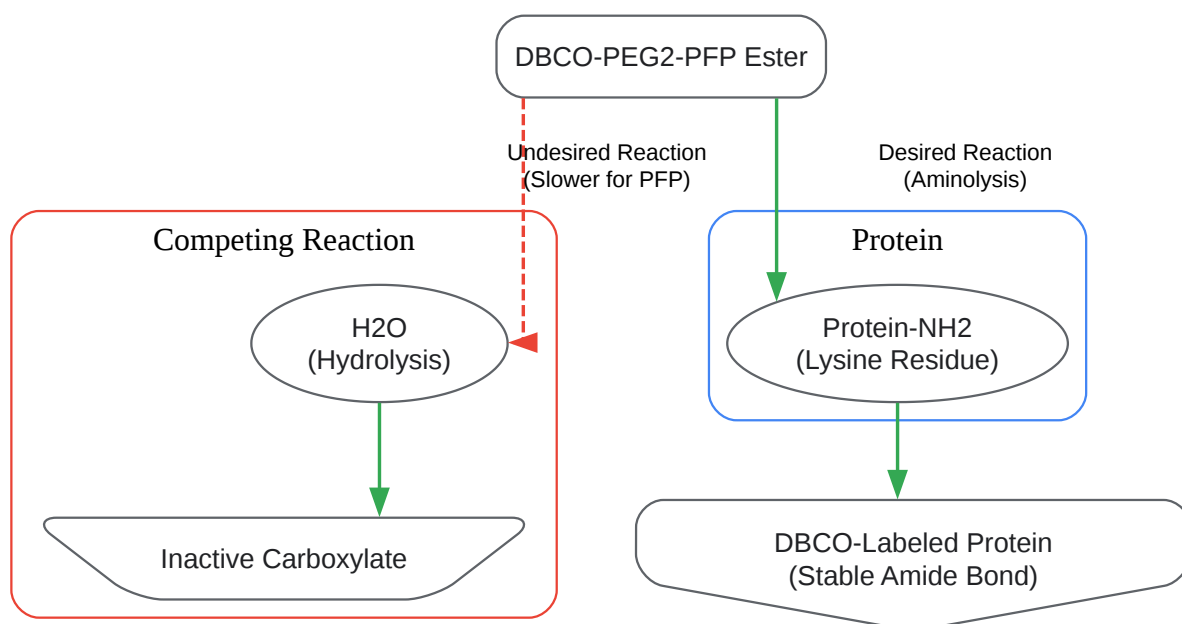 DBCO-PEG2-PFP Ester
Undesired Reaction
(Slower for PFP)
Desired Reaction
(Aminolysis)
Competing Reaction
Protein
H2O
(Hydrolysis)
Protein-NH2
(Lysine Residue)
Inactive Carboxylate
DBCO-Labeled Protein
(Stable Amide Bond)